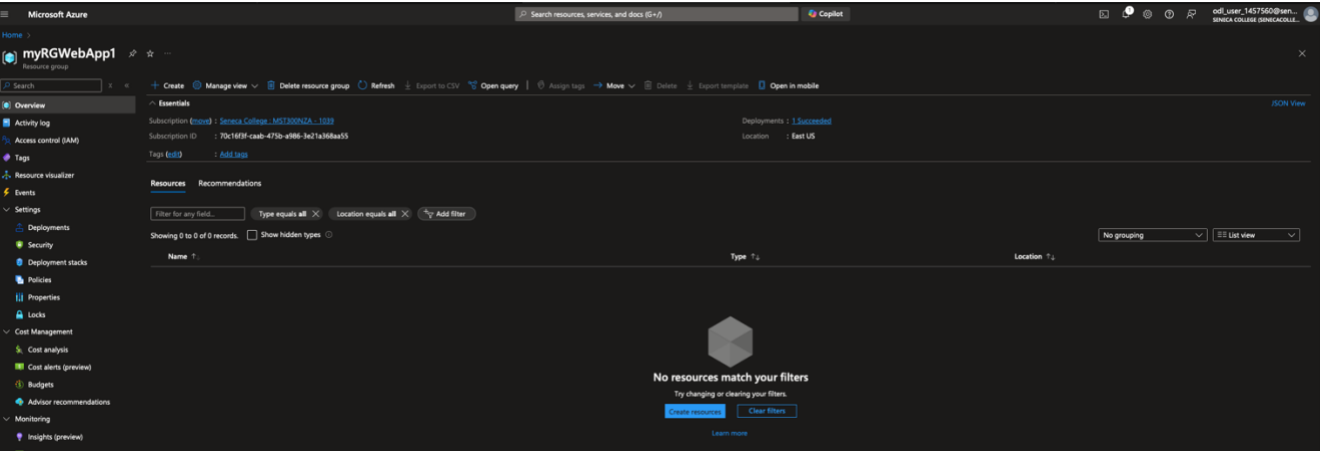 Microsoft Azure
Search resources, services, and docs (G+/)
Copilot
odl_user_1457560@sen...
SENECA COLLEGE (SENECACOLLE...
Home >
myRGWebApp1
Resource group
Search
Create Manage view Delete resource group Refresh Export to CSV Open query Assign tags Move Delete Export template Open in mobile
Overview
Activity log
Access control (IAM)
Tags
Resource visualizer
Events
Settings
Deployments
Security
Deployment stacks
Policies
Properties
Locks
Cost Management
Cost analysis
Cost alerts (preview)
Budgets
Advisor recommendations
Monitoring
Insights (preview)
Essentials
JSON View
Subscription (move) : Seneca College : MST300NZA - 1039
Deployments : 1 Succeeded
Subscription ID : 70c16f3f-caab-475b-a986-3e21a368aa55
Location : East US
Tags (edit) : Add tags
Resources Recommendations
Filter for any field... Type equals all Location equals all Add filter
Showing 0 to 0 of 0 records. Show hidden types
No grouping List view
Name Type Location
No resources match your filters
Try changing or clearing your filters.
Create resources Clear filters
Learn more